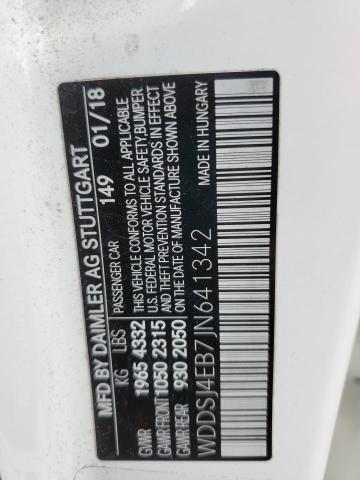 MFD BY DAIMLER AG STUTTGART
PASSENGER CAR 149 01/18
KG LBS
GVWR 1965 4332
GAWR FRONT 1050 2315
GAWR REAR 930 2050
THIS VEHICLE CONFORMS TO ALL APPLICABLE
U.S. FEDERAL MOTOR VEHICLE SAFETY, BUMPER
AND THEFT PREVENTION STANDARDS IN EFFECT
ON THE DATE OF MANUFACTURE SHOWN ABOVE
WDDSJ4EB7JN641342
MADE IN HUNGARY